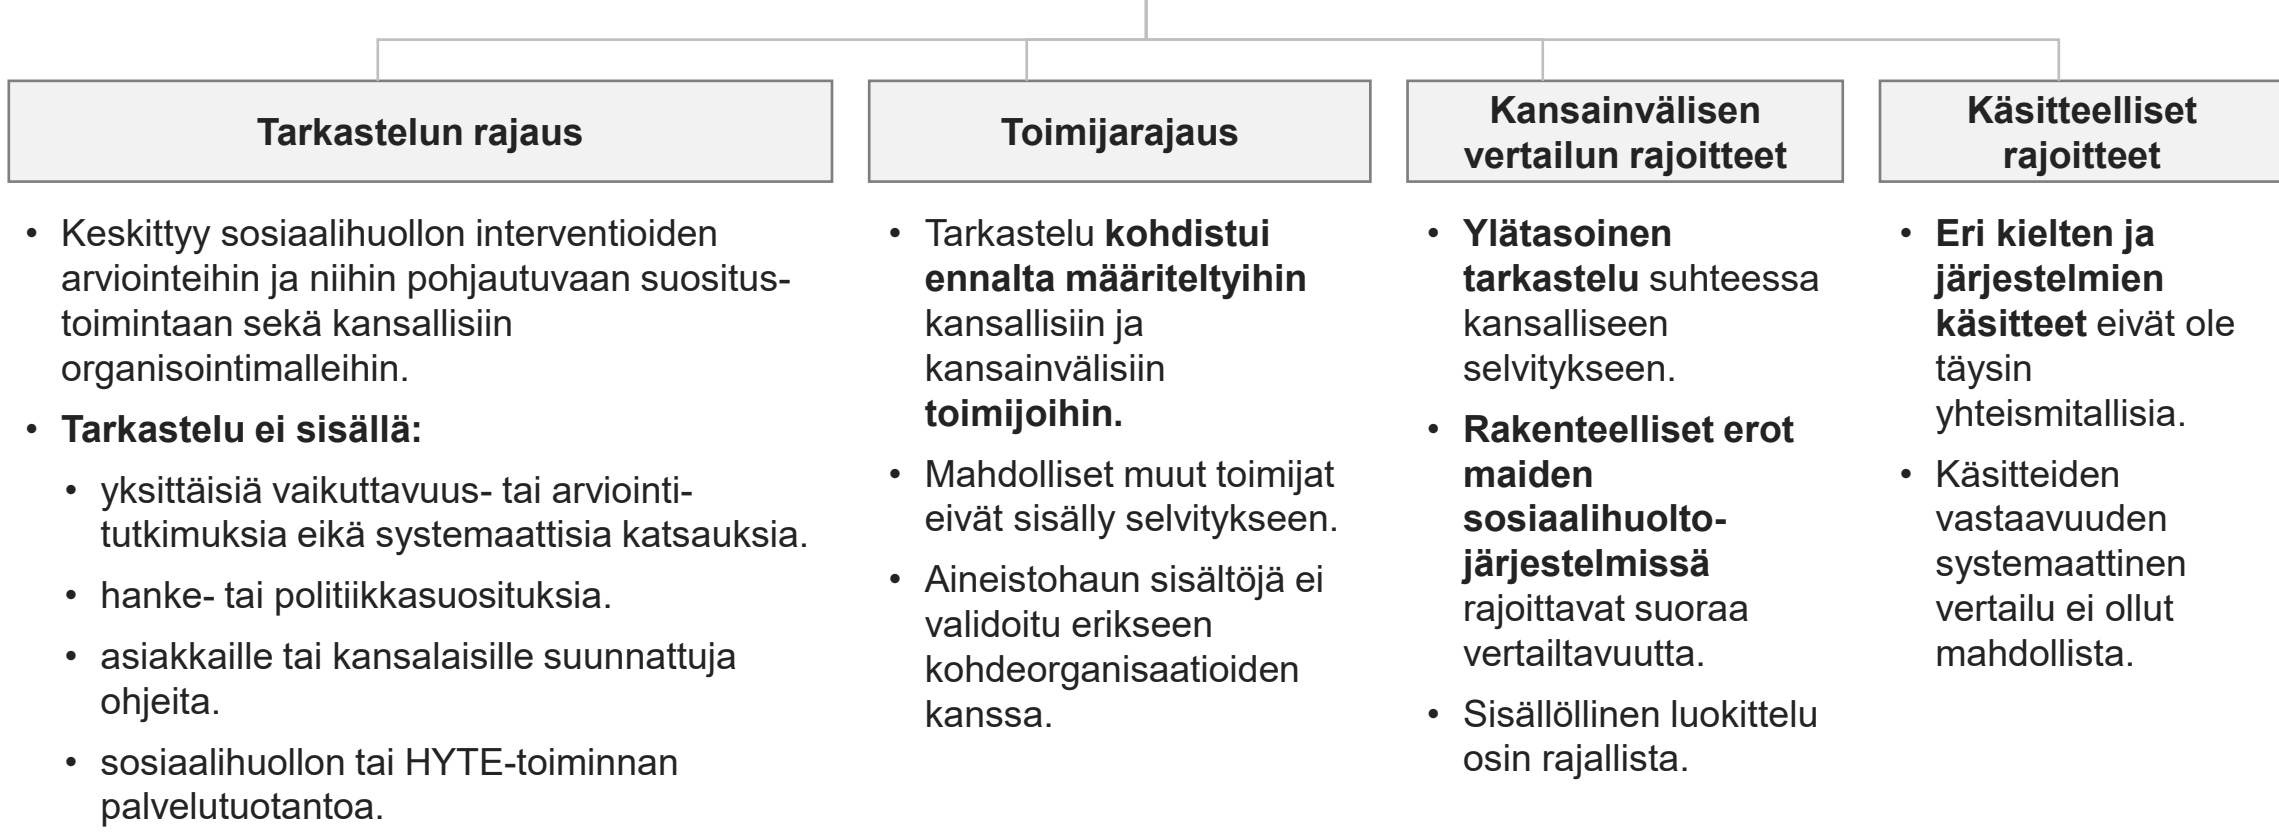 Tarkastelun rajaus
• Keskittyy sosiaalihuollon interventioiden
arviointeihin ja niihin pohjautuvaan suositus-
toimintaan sekä kansallisiin
organisointimalleihin.
• Tarkastelu ei sisällä:
• yksittäisiä vaikuttavuus- tai arviointi-
tutkimuksia eikä systemaattisia katsauksia.
• hanke- tai politiikkasuosituksia.
• asiakkaille tai kansalaisille suunnattuja
ohjeita.
• sosiaalihuollon tai HYTE-toiminnan
palvelutuotantoa.
Toimijarajaus
• Tarkastelu kohdistui
ennalta määriteltyihin
kansallisiin ja
kansainvälisiin
toimijoihin.
• Mahdolliset muut toimijat
eivät sisälly selvitykseen.
• Aineistohaun sisältöjä ei
validoitu erikseen
kohdeorganisaatioiden
kanssa.
Kansainvälisen
vertailun rajoitteet
• Ylätasoinen
tarkastelu suhteessa
kansalliseen
selvitykseen.
• Rakenteelliset erot
maiden
sosiaalihuolto-
järjestelmissä
rajoittavat suoraa
vertailtavuutta.
• Sisällöllinen luokittelu
osin rajallista.
Käsitteelliset
rajoitteet
• Eri kielten ja
järjestelmien
käsitteet eivät ole
täysin
yhteismitallisia.
• Käsitteiden
vastaavuuden
systemaattinen
vertailu ei ollut
mahdollista.